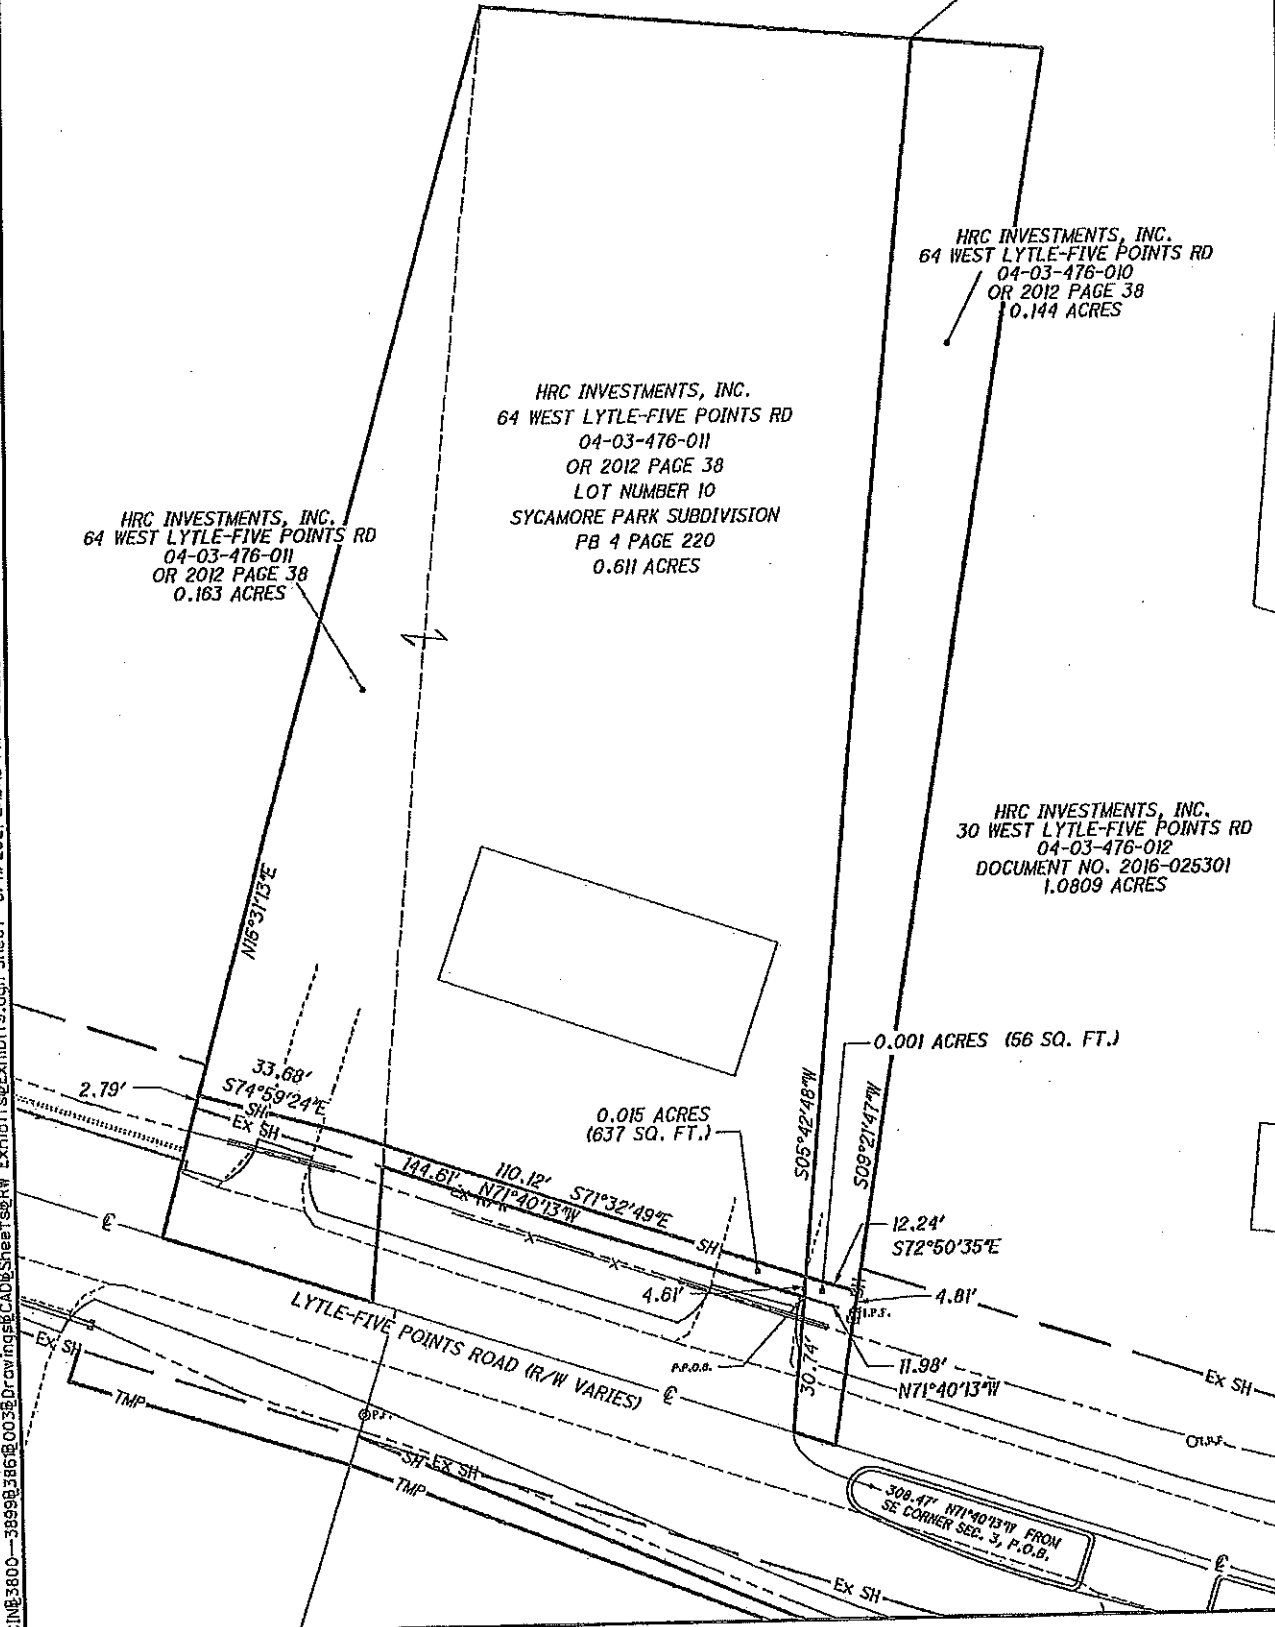 HRC INVESTMENTS, INC.
64 WEST LYTLE-FIVE POINTS RD
04-03-476-010
OR 2012 PAGE 38
0.144 ACRES
HRC INVESTMENTS, INC.
64 WEST LYTLE-FIVE POINTS RD
04-03-476-011
OR 2012 PAGE 38
LOT NUMBER 10
SYCAMORE PARK SUBDIVISION
PB 4 PAGE 220
0.611 ACRES
HRC INVESTMENTS, INC.
64 WEST LYTLE-FIVE POINTS RD
04-03-476-011
OR 2012 PAGE 38
0.163 ACRES
HRC INVESTMENTS, INC.
30 WEST LYTLE-FIVE POINTS RD
04-03-476-012
DOCUMENT NO. 2016-025301
1.0809 ACRES
N16°31'13"E
0.001 ACRES (56 SQ. FT.)
33.68'
S74°59'24"E
2.79'
SH
EX SH
0.015 ACRES
(637 SQ. FT.)
S05°42'48"W
S09°21'47"W
144.61'
N71°40'13"W
110.12'
S71°32'49"E
EX R/W
SH
12.24'
S72°50'35"E
SH
4.61'
4.81'
I.P.F.
LYTLE-FIVE POINTS ROAD (R/W VARIES)
P.P.O.B.
30.74'
11.98'
N71°40'13"W
EX SH
EX SH
TMP
P.F.
SH
EX SH
TMP
I.P.F.
308.47' N71°40'13"W FROM
SE CORNER SEC. 3, P.O.B.
EX SH